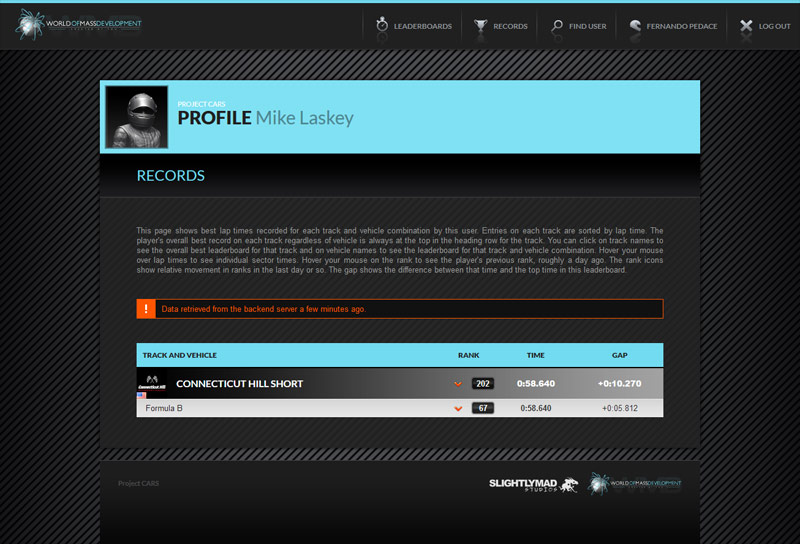 WORLDOFMASSDEVELOPMENT
LEADERBOARDS
RECORDS
FIND USER
FERNANDO PEDACE
LOG OUT
PROJECT CARS
PROFILE Mike Laskey
RECORDS
This page shows best lap times recorded for each track and vehicle combination by this user. Entries on each track are sorted by lap time. The
player's overall best record on each track regardless of vehicle is always at the top in the heading row for the track. You can click on track names to
see the overall best leaderboard for that track and on vehicle names to see the leaderboard for that track and vehicle combination. Hover your mouse
over lap times to see individual sector times. Hover your mouse on the rank to see the player's previous rank, roughly a day ago. The rank icons
show relative movement in ranks in the last day or so. The gap shows the difference between that time and the top time in this leaderboard.
! Data retrieved from the backend server a few minutes ago.
TRACK AND VEHICLE RANK TIME GAP
Connecticut Hill CONNECTICUT HILL SHORT 202 0:58.640 +0:10.270
Formula B 67 0:58.640 +0:05.812
Project CARS
SLIGHTLYMAD
STUDIOS
WORLDOFMASSDEVELOPMENT